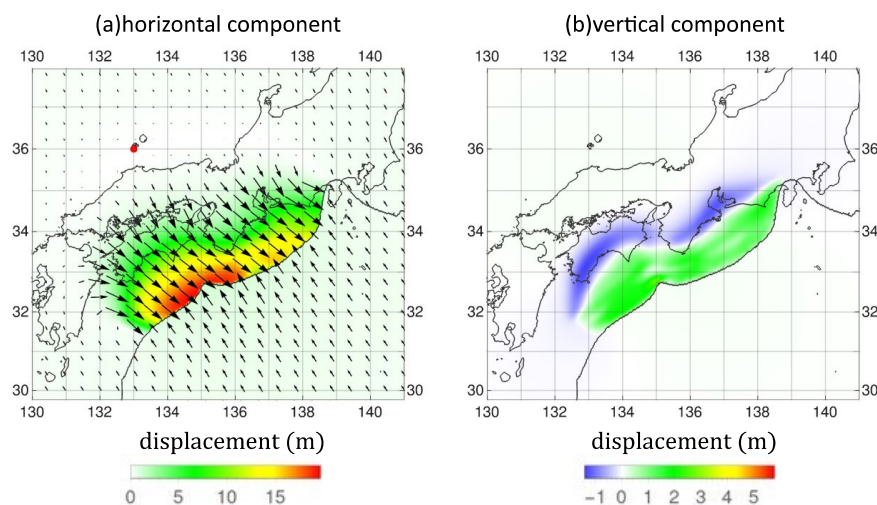 (a)horizontal component (b)vertical component
130 132 134 136 138 140 130 132 134 136 138 140
36 36 36
34 34 34
32 32 32
30 30 30
130 132 134 136 138 140 130 132 134 136 138 140
displacement (m) displacement (m)
0 5 10 15 −1 0 1 2 3 4 5